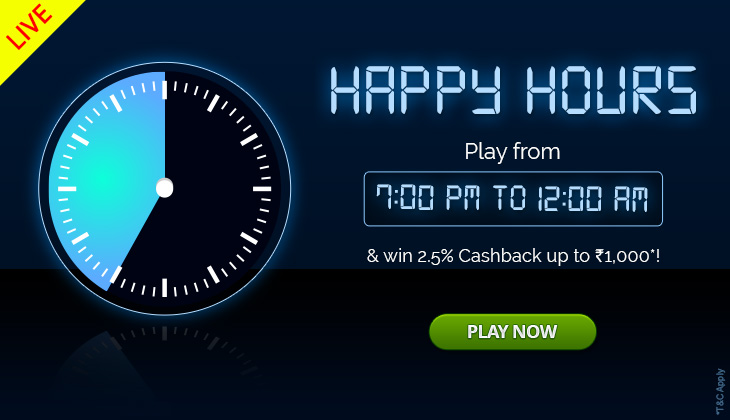 LIVE
HAPPY HOURS
Play from
7:00 PM TO 12:00 AM
& win 2.5% Cashback up to ₹1,000*!
PLAY NOW
*T&C Apply